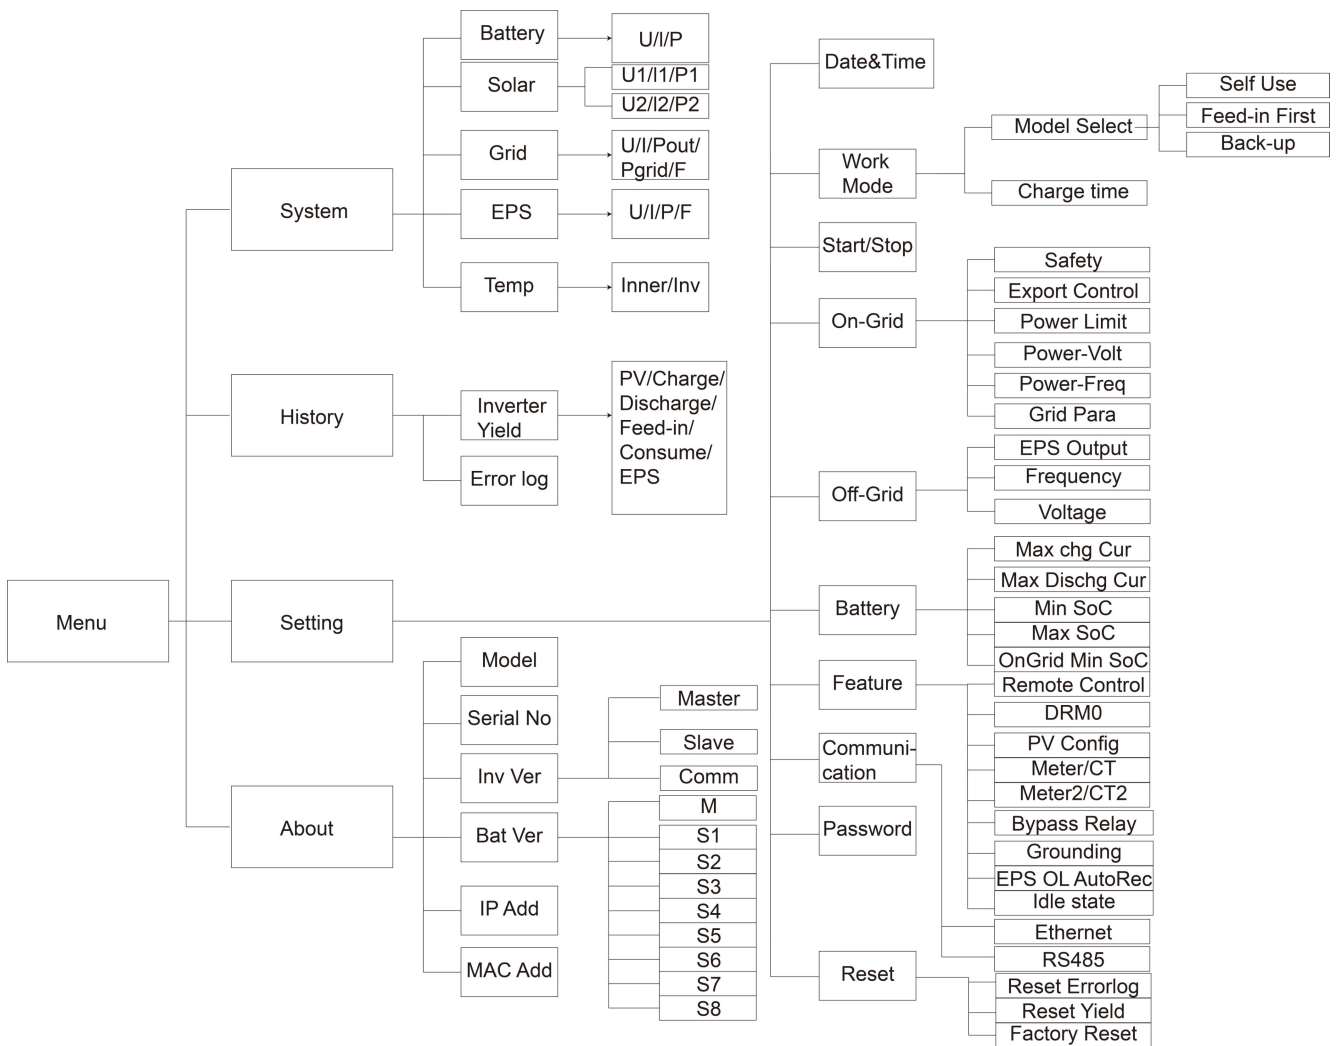 Menu
System
Battery
U/I/P
Solar
U1/I1/P1
U2/I2/P2
Grid
U/I/Pout/
Pgrid/F
EPS
U/I/P/F
Temp
Inner/Inv
History
Inverter
Yield
PV/Charge/
Discharge/
Feed-in/
Consume/
EPS
Error log
Setting
Date&Time
Work
Mode
Model Select
Self Use
Feed-in First
Back-up
Charge time
Start/Stop
On-Grid
Safety
Export Control
Power Limit
Power-Volt
Power-Freq
Grid Para
Off-Grid
EPS Output
Frequency
Voltage
Battery
Max chg Cur
Max Dischg Cur
Min SoC
Max SoC
OnGrid Min SoC
Feature
Remote Control
DRM0
PV Config
Meter/CT
Meter2/CT2
Bypass Relay
Grounding
EPS OL AutoRec
Idle state
Communi-
cation
Ethernet
RS485
Password
Reset
Reset Errorlog
Reset Yield
Factory Reset
About
Model
Serial No
Inv Ver
Master
Slave
Comm
Bat Ver
M
S1
S2
S3
S4
S5
S6
S7
S8
IP Add
MAC Add